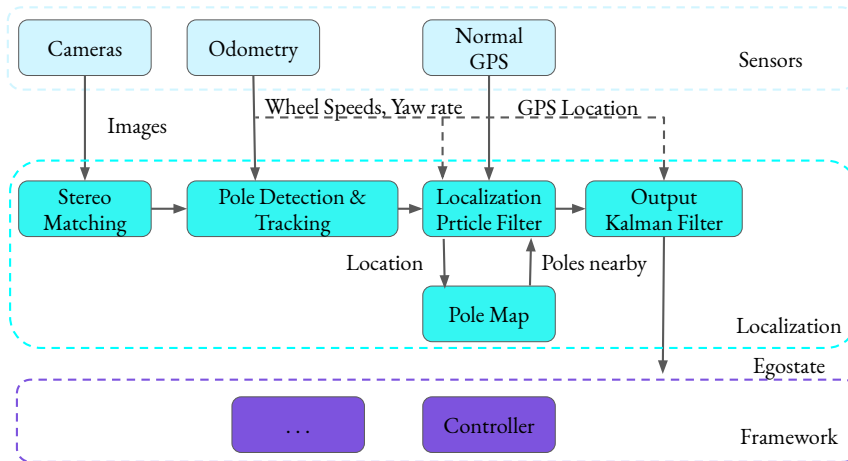 Cameras
Odometry
Normal
GPS
Sensors
Wheel Speeds, Yaw rate
GPS Location
Images
Stereo
Matching
Pole Detection &
Tracking
Localization
Prticle Filter
Output
Kalman Filter
Location
Poles nearby
Pole Map
Localization
Egostate
. . .
Controller
Framework